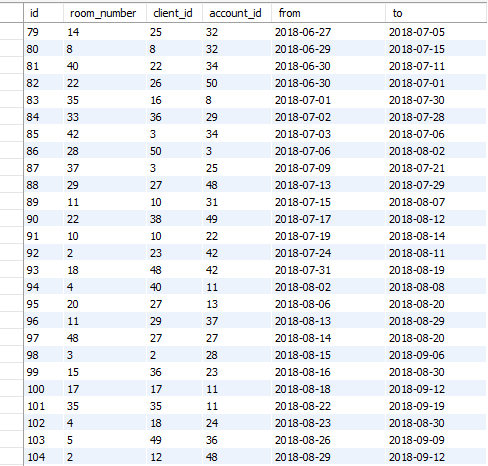 id room_number client_id account_id from to
79 14 25 32 2018-06-27 2018-07-05
80 8 8 32 2018-06-29 2018-07-15
81 40 22 34 2018-06-30 2018-07-11
82 22 26 50 2018-06-30 2018-07-01
83 35 16 8 2018-07-01 2018-07-30
84 33 36 29 2018-07-02 2018-07-28
85 42 3 34 2018-07-03 2018-07-06
86 28 50 3 2018-07-06 2018-08-02
87 37 3 25 2018-07-09 2018-07-21
88 29 27 48 2018-07-13 2018-07-29
89 11 10 31 2018-07-15 2018-08-07
90 22 38 49 2018-07-17 2018-08-12
91 10 10 22 2018-07-19 2018-08-14
92 2 23 42 2018-07-24 2018-08-11
93 18 48 42 2018-07-31 2018-08-19
94 4 40 11 2018-08-02 2018-08-08
95 20 27 13 2018-08-06 2018-08-20
96 11 29 37 2018-08-13 2018-08-29
97 48 27 27 2018-08-14 2018-08-20
98 3 2 28 2018-08-15 2018-09-06
99 15 36 23 2018-08-16 2018-08-30
100 17 17 11 2018-08-18 2018-09-12
101 35 35 11 2018-08-22 2018-09-19
102 4 18 24 2018-08-23 2018-08-30
103 5 49 36 2018-08-26 2018-09-09
104 2 12 48 2018-08-29 2018-09-12